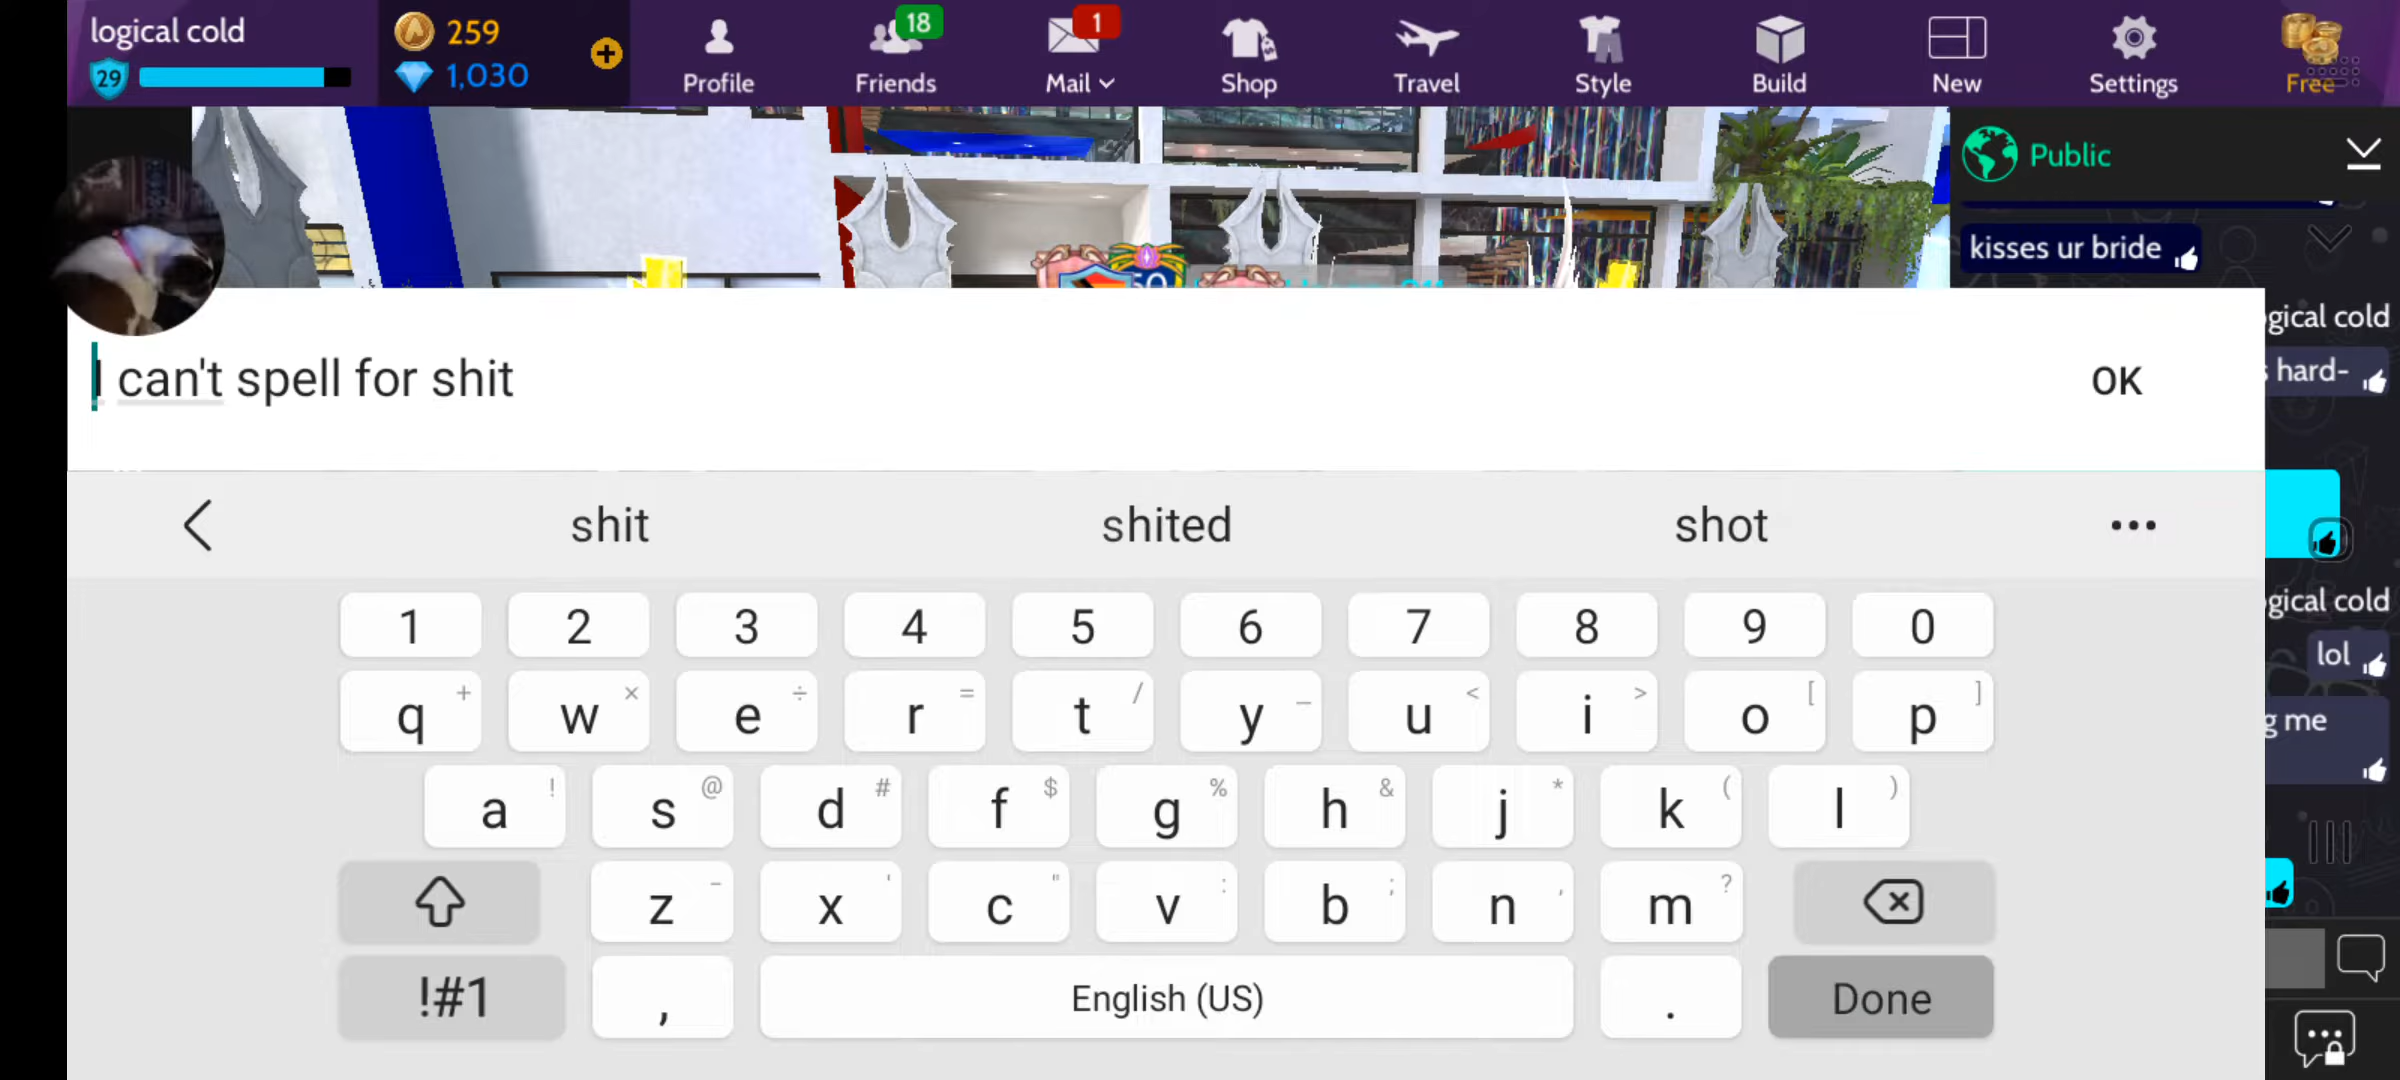 logical cold
259
29
1,030
Profile
18
Friends
1
Mail
Shop
Travel
Style
Build
New
Settings
Free
Public
kisses ur bride
gical cold
hard-
I can't spell for shit
OK
shit shited shot
gical cold
lol
g me
1 2 3 4 5 6 7 8 9 0
q + w × e ÷ r = t / y _ u < i > o [ p ]
a ! s @ d # f $ g % h & j * k ( l )
z - x ' c " v : b ; n , m ?
!#1 , English (US) . Done